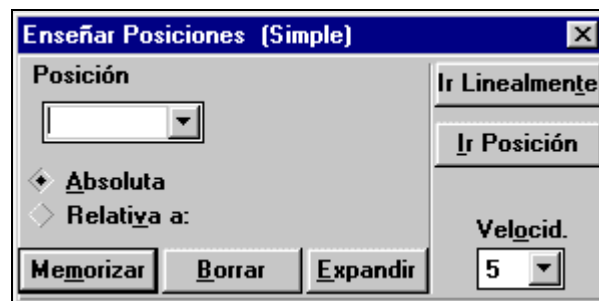 Enseñar Posiciones (Simple)
Posición
Ir Linealmente
Ir Posición
Absoluta
Relativa a:
Velocid.
Memorizar Borrar Expandir 5